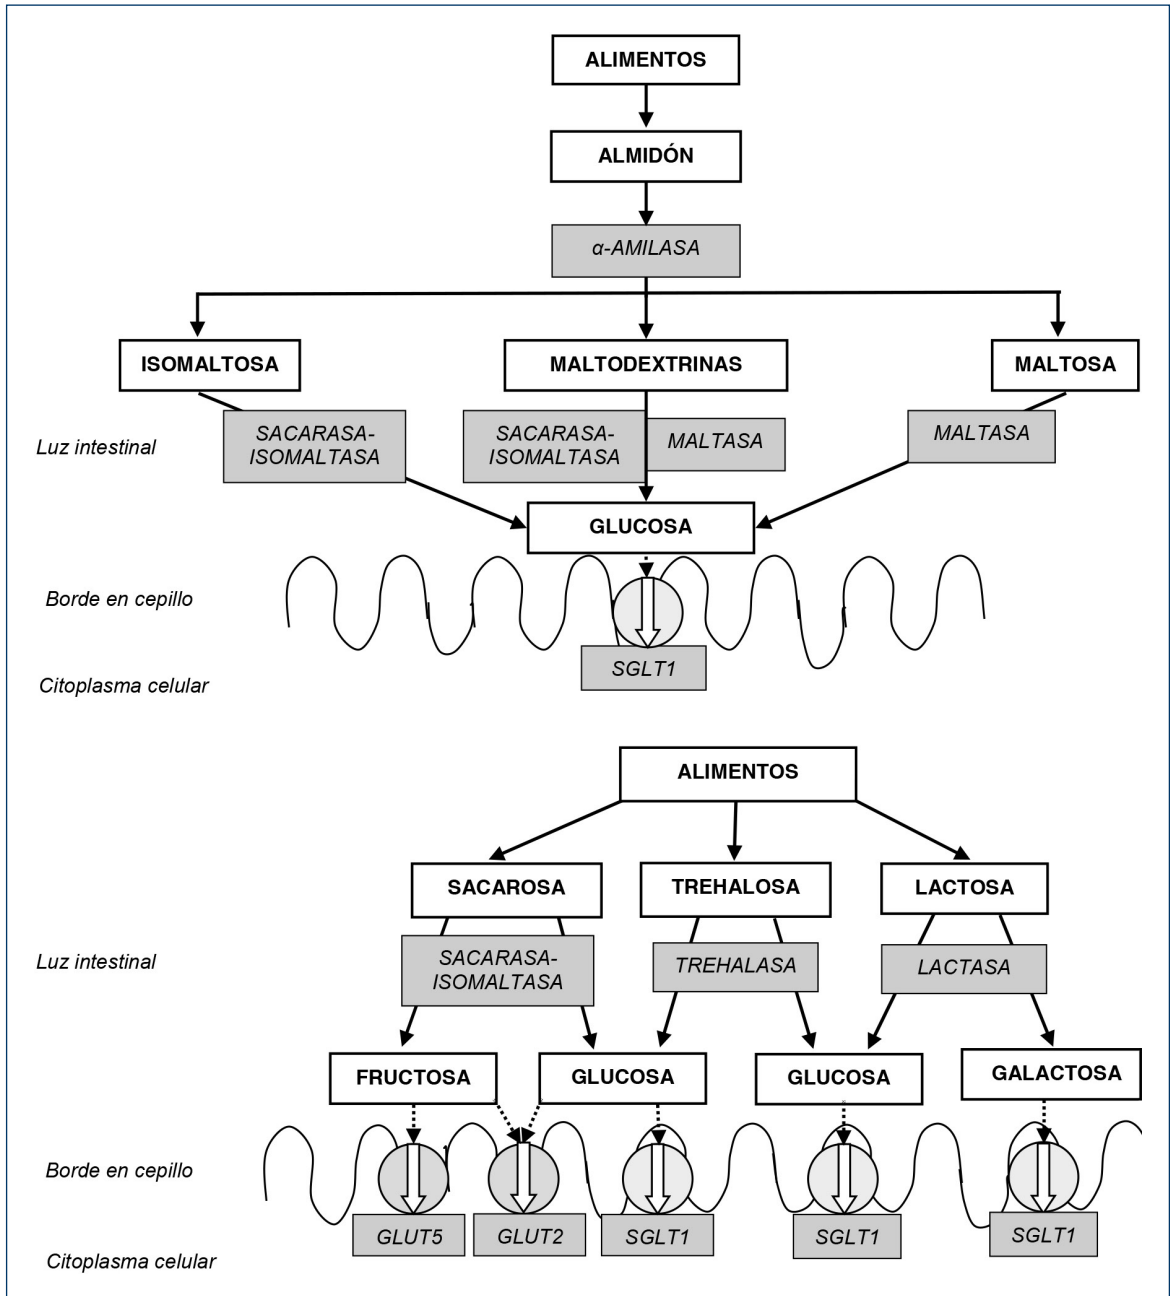 ALIMENTOS
ALMIDÓN
α-AMILASA
ISOMALTOSA
MALTODEXTRINAS
MALTOSA
Luz intestinal
SACARASA-
ISOMALTASA
SACARASA-
ISOMALTASA
MALTASA
MALTASA
GLUCOSA
Borde en cepillo
SGLT1
Citoplasma celular
ALIMENTOS
SACAROSA
TREHALOSA
LACTOSA
Luz intestinal
SACARASA-
ISOMALTASA
TREHALASA
LACTASA
FRUCTOSA
GLUCOSA
GLUCOSA
GALACTOSA
Borde en cepillo
GLUT5
GLUT2
SGLT1
SGLT1
SGLT1
Citoplasma celular